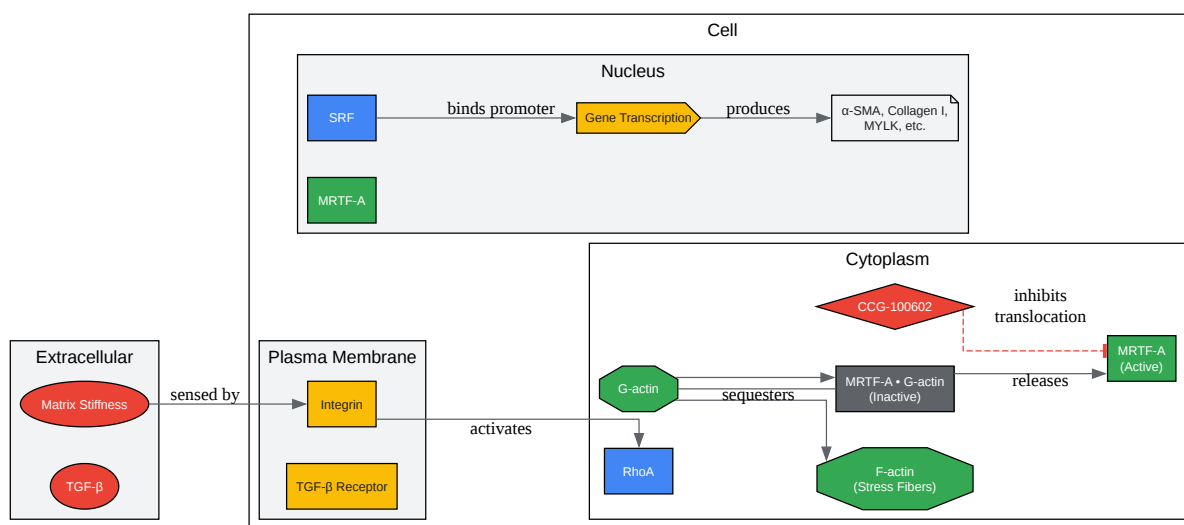 Cell
Nucleus
SRF
binds promoter
Gene Transcription
produces
α-SMA, Collagen I,
MYLK, etc.
MRTF-A
Cytoplasm
CCG-100602
inhibits
translocation
MRTF-A
(Active)
Extracellular
Matrix Stiffness
sensed by
TGF-β
Plasma Membrane
Integrin
activates
TGF-β Receptor
G-actin
sequesters
MRTF-A • G-actin
(Inactive)
releases
RhoA
F-actin
(Stress Fibers)